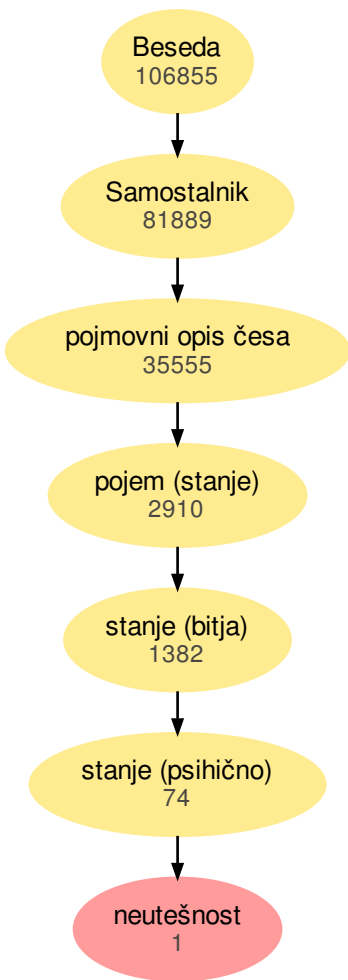 Beseda
106855
Samostalnik
81889
pojmovni opis česa
35555
pojem (stanje)
2910
stanje (bitja)
1382
stanje (psihično)
74
neutešnost
1